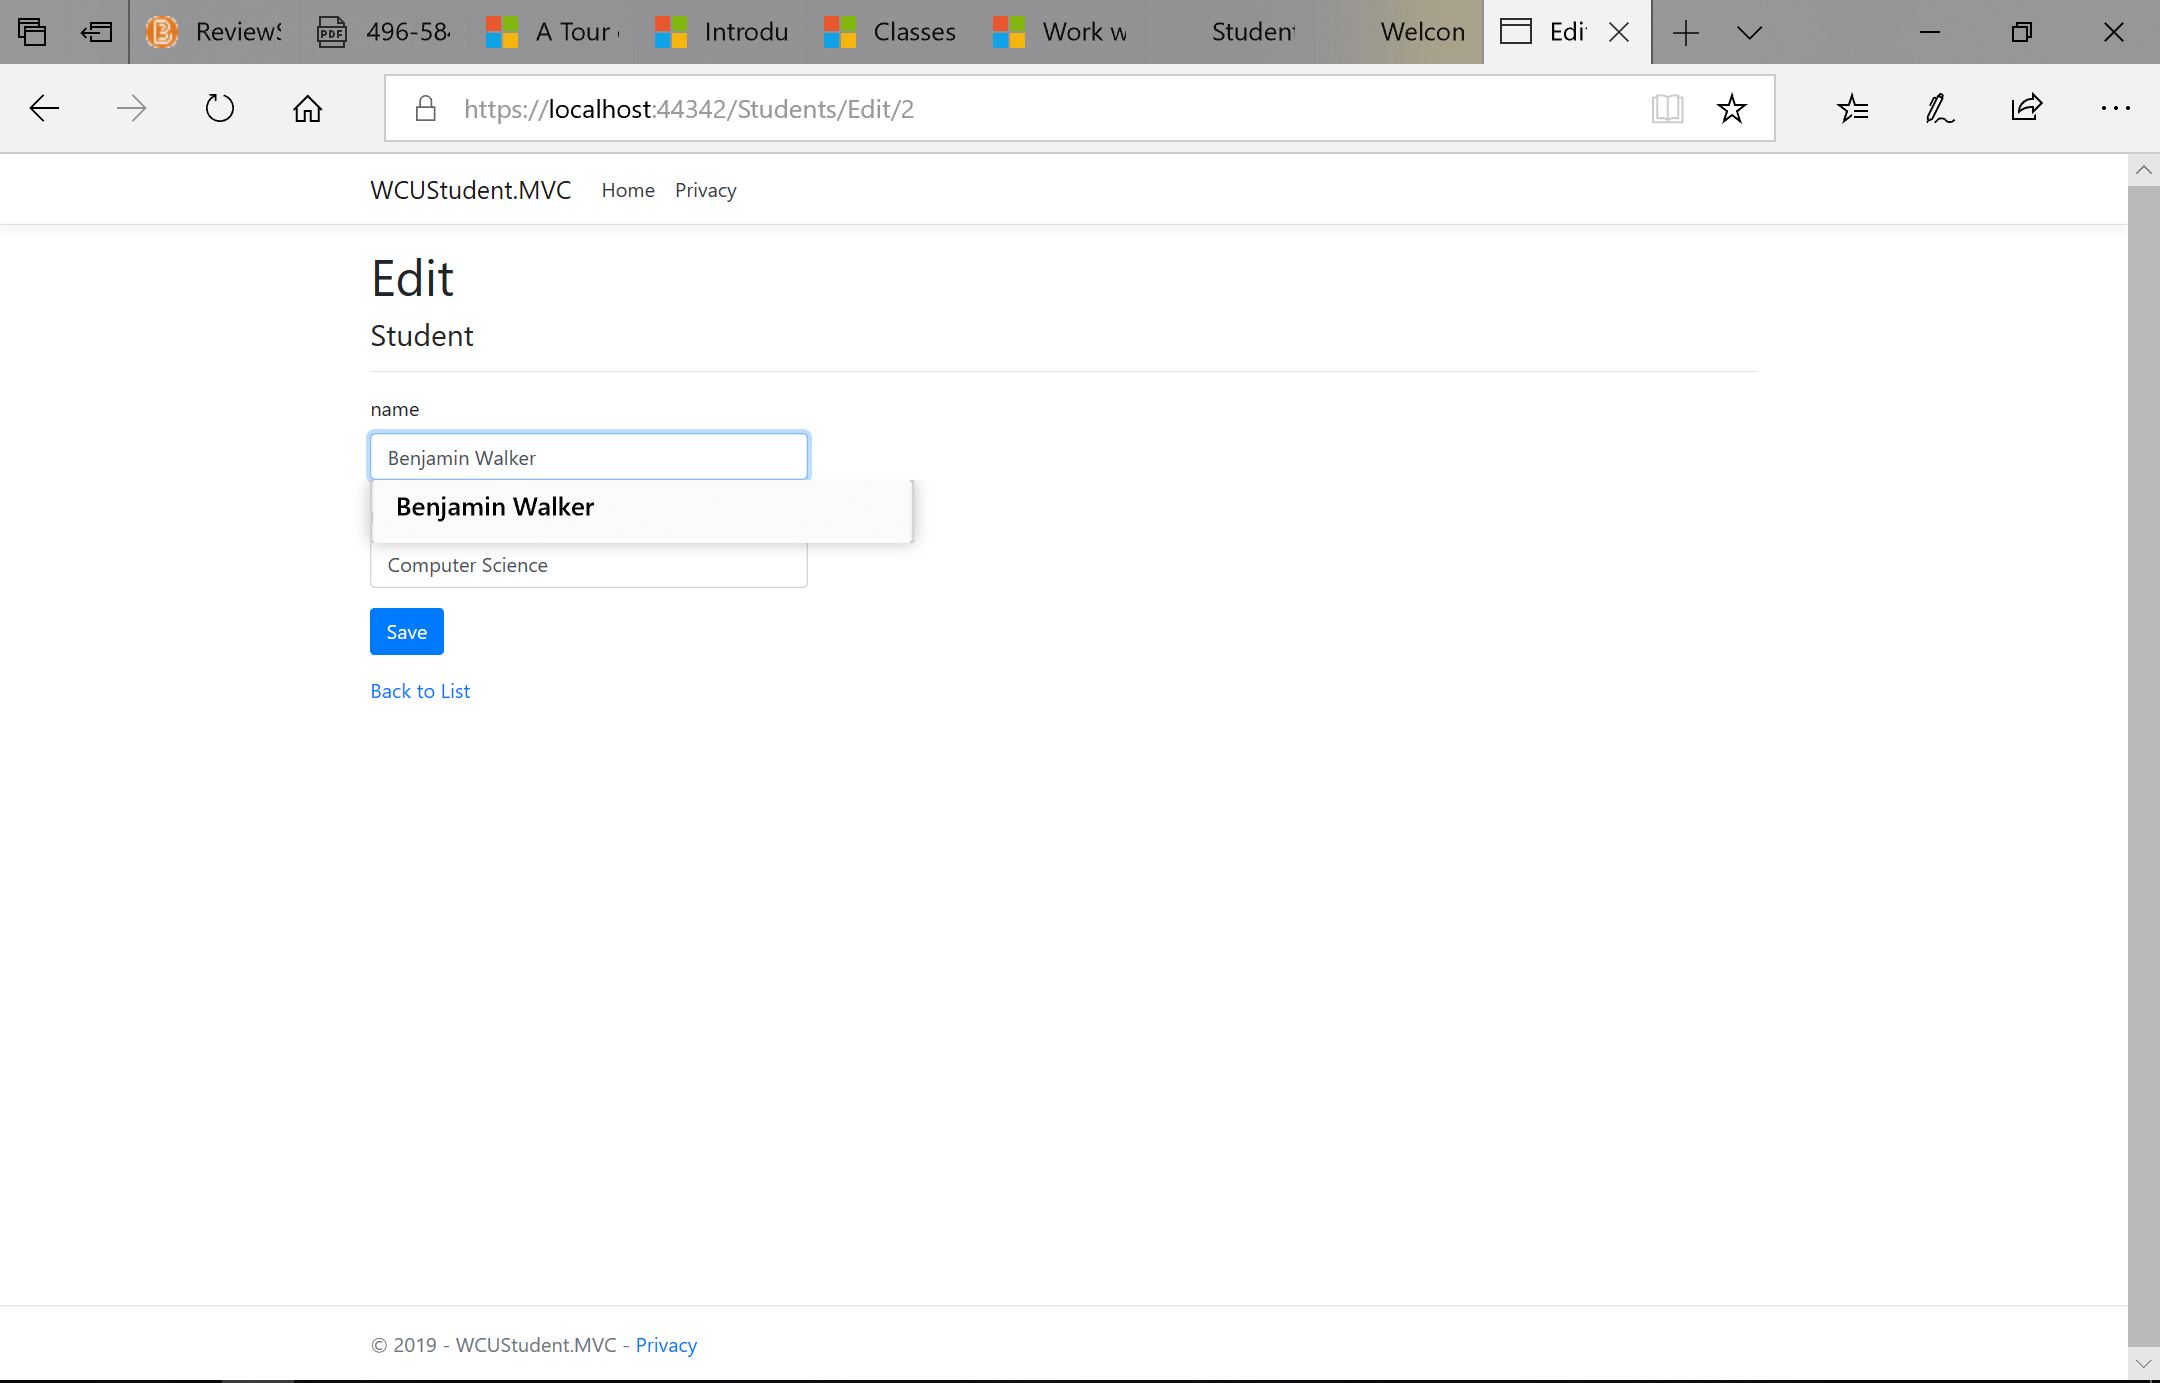 Review
496-58
A Tour
Introdu
Classes
Work w
Student
Welcon
Edi
https://localhost:44342/Students/Edit/2
WCUStudent.MVC Home Privacy
Edit
Student
name
Benjamin Walker
Benjamin Walker
Computer Science
Save
Back to List
© 2019 - WCUStudent.MVC - Privacy